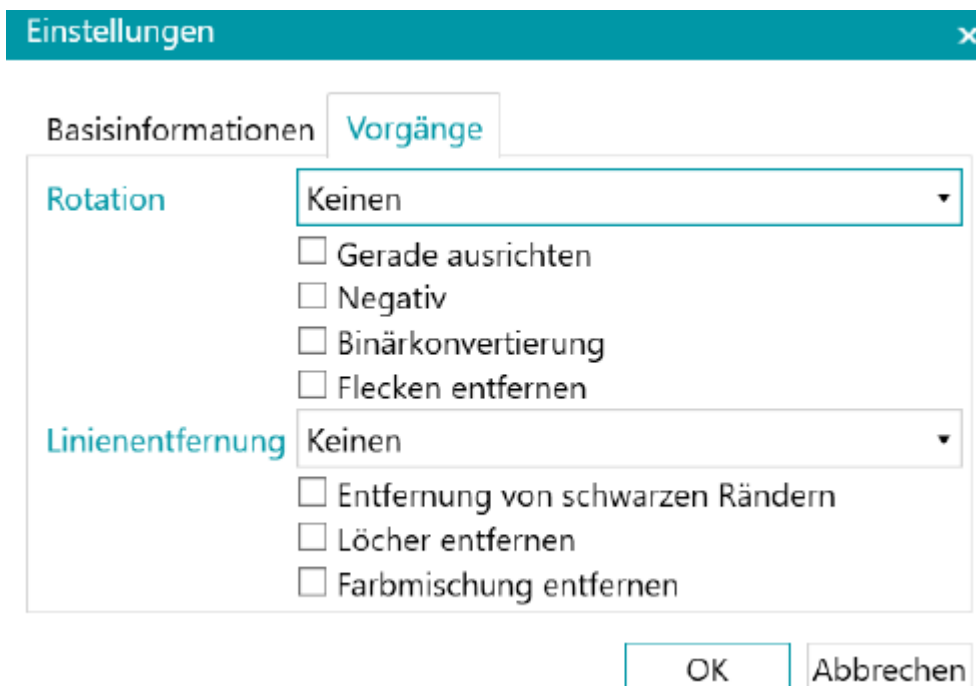 Einstellungen
Basisinformationen Vorgänge
Rotation Keinen
Gerade ausrichten
Negativ
Binärkonvertierung
Flecken entfernen
Linienentfernung Keinen
Entfernung von schwarzen Rändern
Löcher entfernen
Farbmischung entfernen
OK Abbrechen